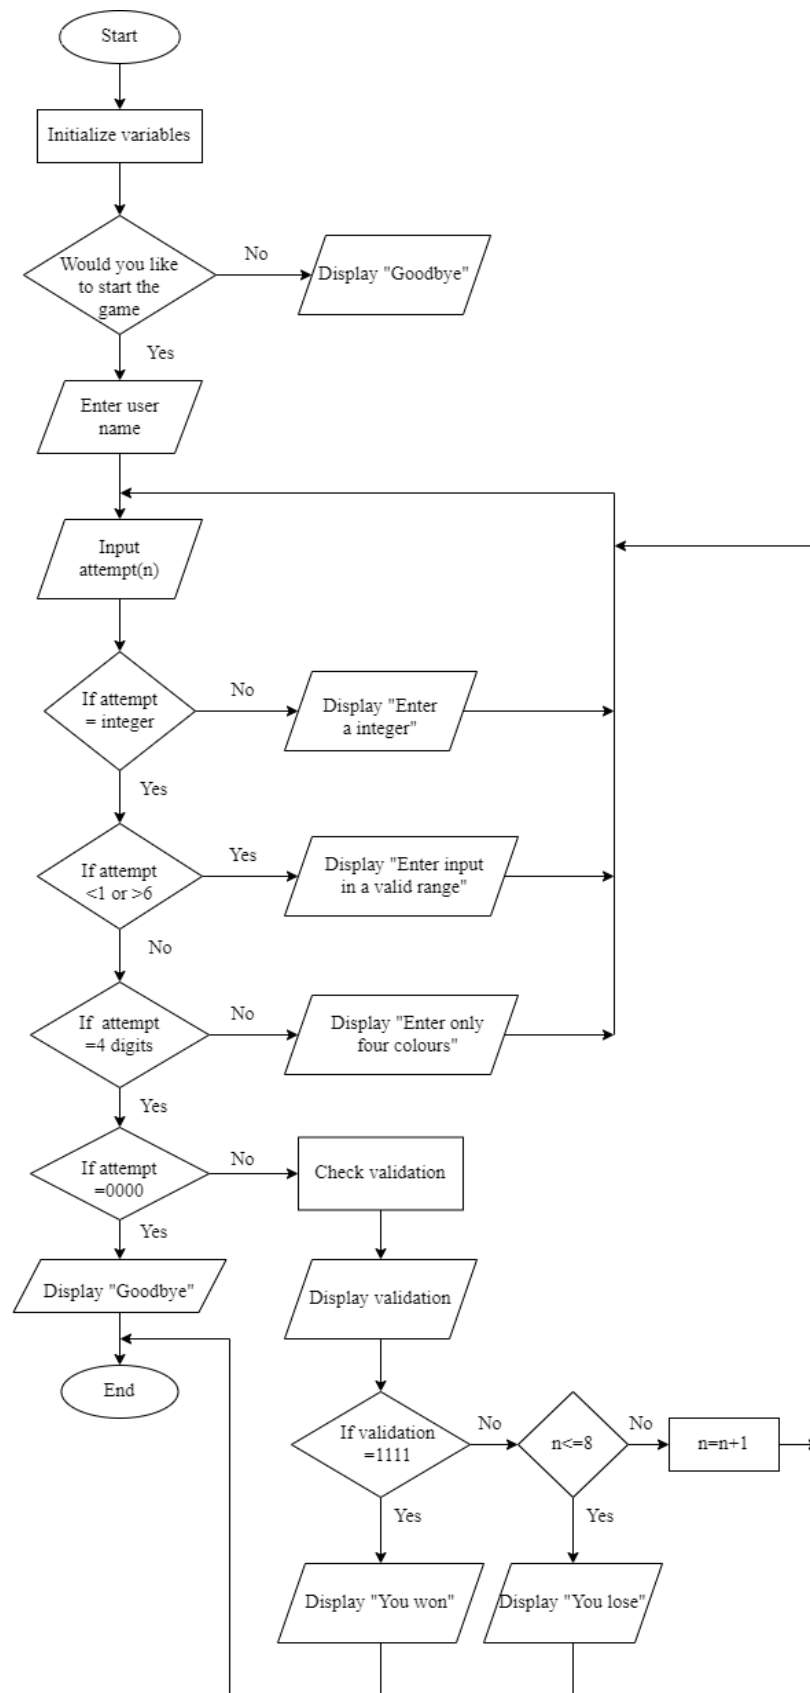 Start
Initialize variables
Would you like
to start the
game
No
Display "Goodbye"
Yes
Enter user
name
Input
attempt(n)
If attempt
= integer
No
Display "Enter
a integer"
Yes
If attempt
<1 or >6
Yes
Display "Enter input
in a valid range"
No
If  attempt
=4 digits
No
Display "Enter only
four colours"
Yes
If attempt
=0000
No
Check validation
Yes
Display "Goodbye"
Display validation
End
If validation
=1111
No
n<=8
No
n=n+1
Yes
Yes
Display "You won"
Display "You lose"